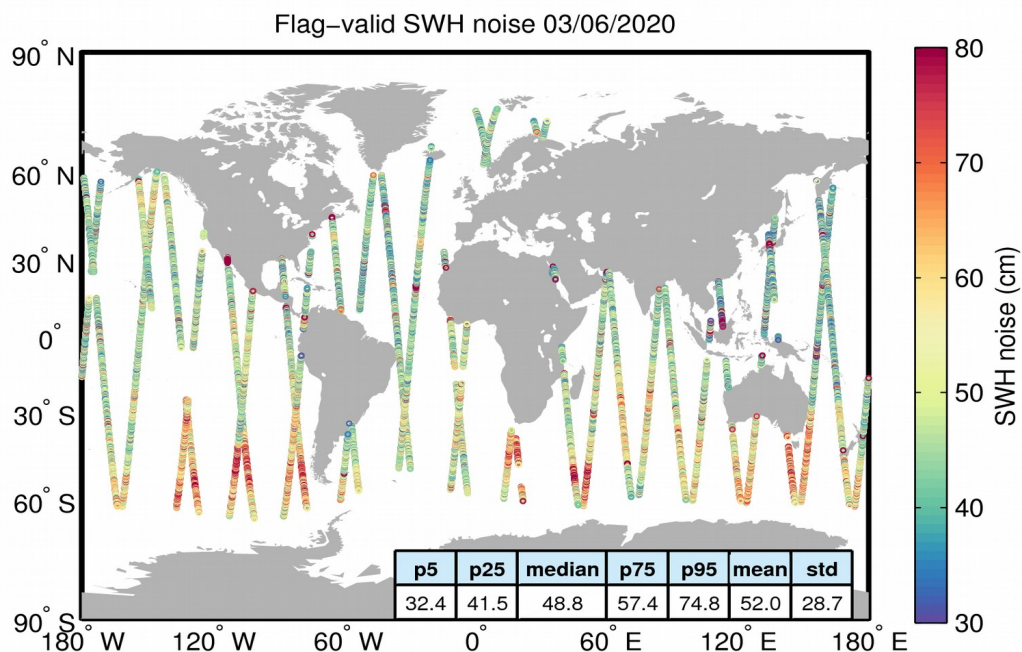 Flag−valid SWH noise 03/06/2020
90° N
60° N
30° N
0°
30° S
60° S
90° S
180° W
120° W
60° W
0°
60° E
120° E
180° E
80
70
60
50
40
30
SWH noise (cm)
p5 p25 median p75 p95 mean std
32.4 41.5 48.8 57.4 74.8 52.0 28.7